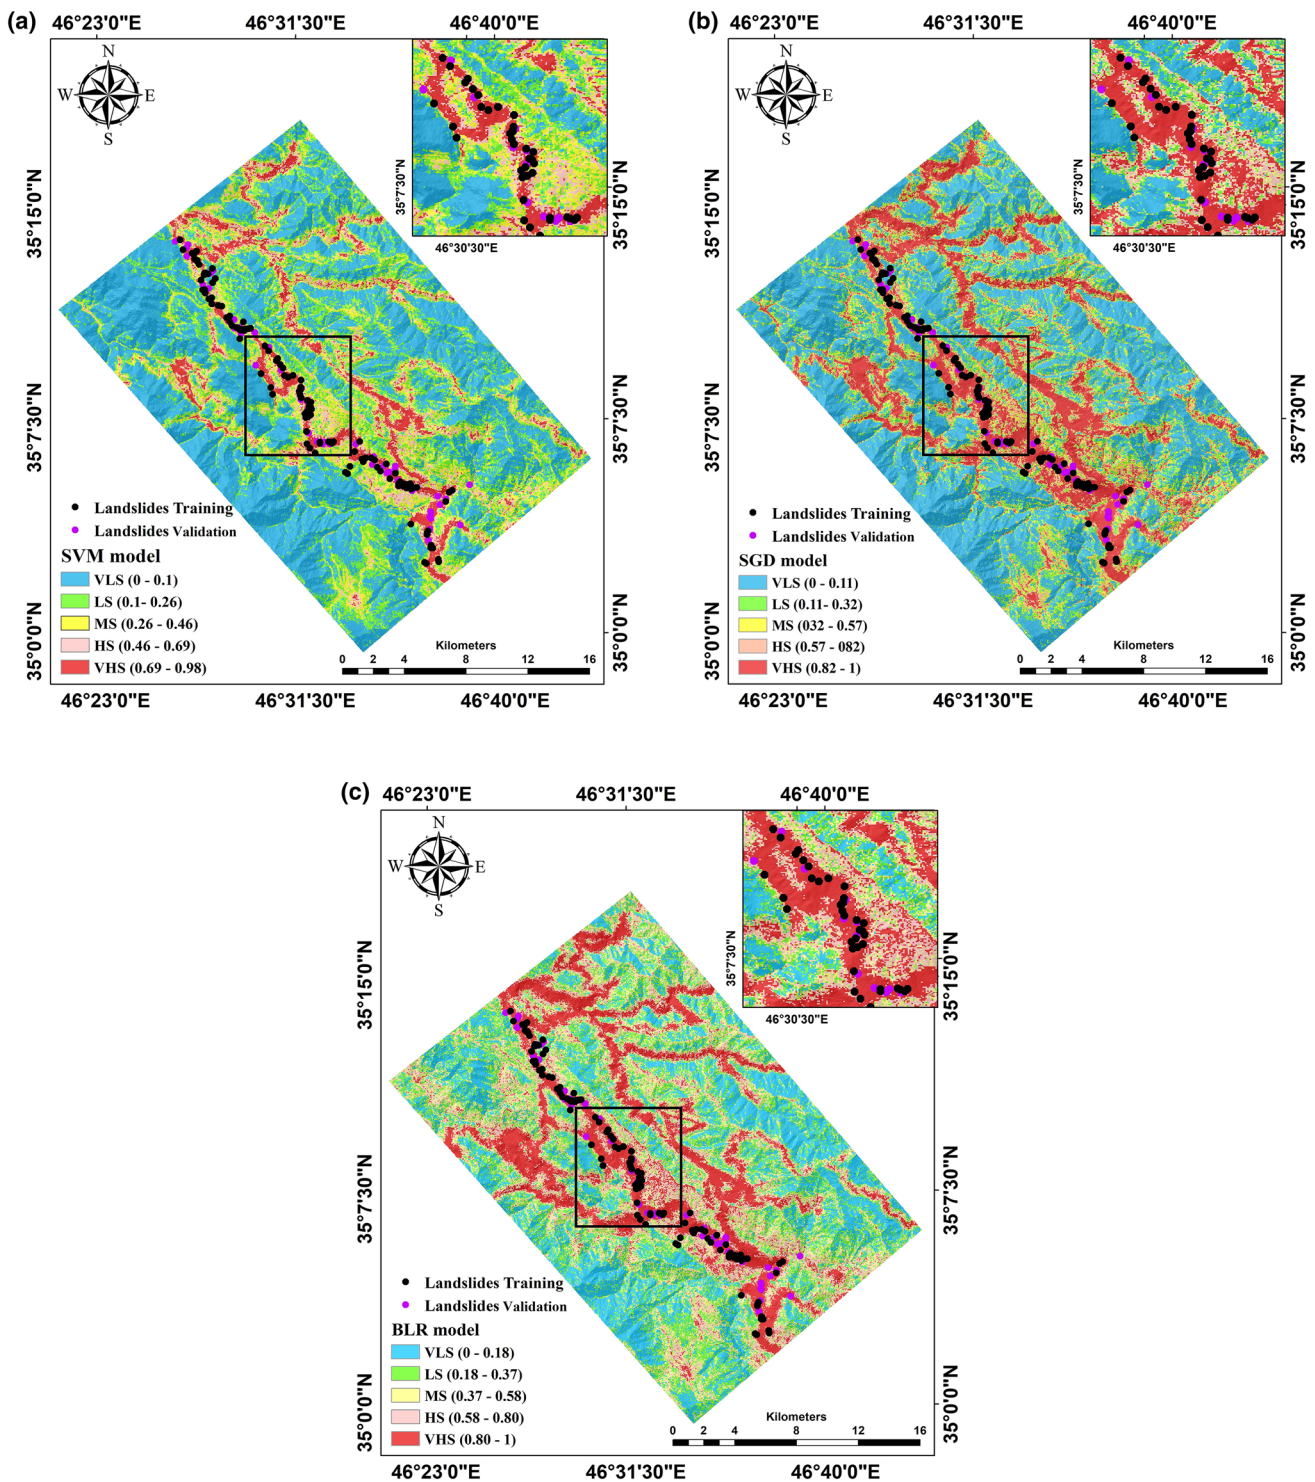 (a)
46°23'0"E
46°31'30"E
46°40'0"E
N
W
E
S
35°15'0"N
35°7'30"N
35°0'0"N
35°7'30"N
46°30'30"E
35°15'0"N
35°7'30"N
35°0'0"N
Landslides Training
Landslides Validation
SVM model
VLS (0 - 0.1)
LS (0.1- 0.26)
MS (0.26 - 0.46)
HS (0.46 - 0.69)
VHS (0.69 - 0.98)
Kilometers
0 2 4 8 12 16
46°23'0"E
46°31'30"E
46°40'0"E
(b)
46°23'0"E
46°31'30"E
46°40'0"E
N
W
E
S
35°15'0"N
35°7'30"N
35°0'0"N
35°7'30"N
46°30'30"E
35°15'0"N
35°7'30"N
35°0'0"N
Landslides Training
Landslides Validation
SGD model
VLS (0 - 0.11)
LS (0.11- 0.32)
MS (032 - 0.57)
HS (0.57 - 082)
VHS (0.82 - 1)
Kilometers
0 2 4 8 12 16
46°23'0"E
46°31'30"E
46°40'0"E
(c)
46°23'0"E
46°31'30"E
46°40'0"E
N
W
E
S
35°15'0"N
35°7'30"N
35°0'0"N
35°7'30"N
46°30'30"E
35°15'0"N
35°7'30"N
35°0'0"N
Landslides Training
Landslides Validation
BLR model
VLS (0 - 0.18)
LS (0.18 - 0.37)
MS (0.37 - 0.58)
HS (0.58 - 0.80)
VHS (0.80 - 1)
Kilometers
0 2 4 8 12 16
46°23'0"E
46°31'30"E
46°40'0"E